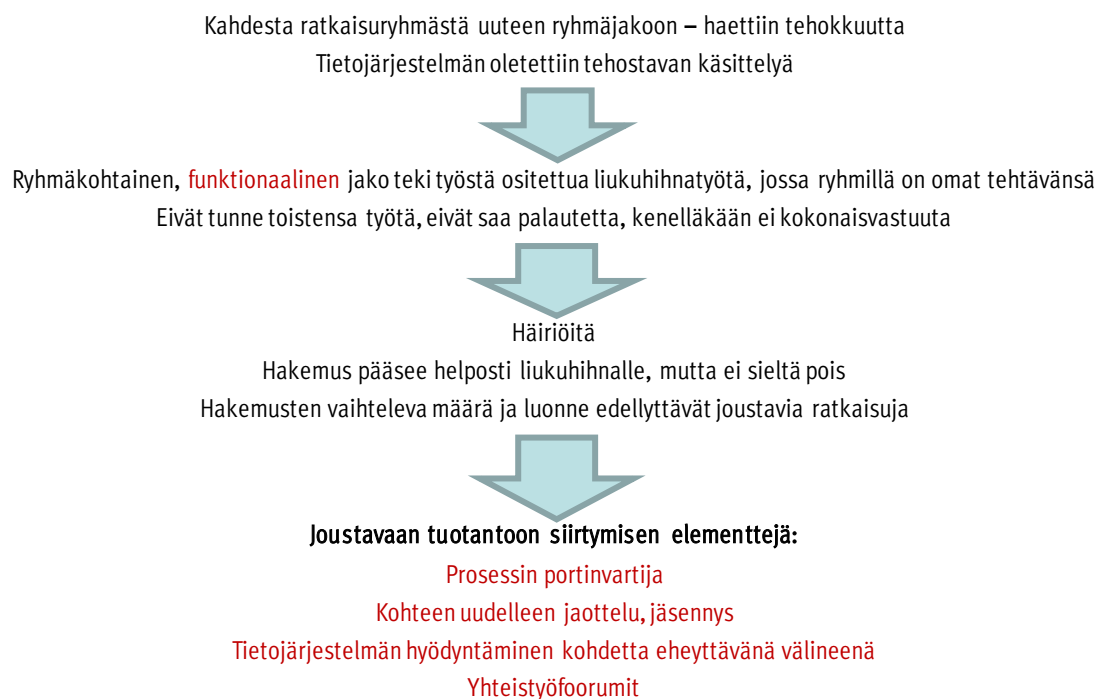 Kahdesta ratkaisuryhmästä uuteen ryhmäjakoon – haettiin tehokkuutta
Tietojärjestelmän oletettiin tehostavan käsittelyä
Ryhmäkohtainen, funktionaalinen jako teki työstä ositettua liukuhihnatyötä, jossa ryhmillä on omat tehtävänsä
Eivät tunne toistensa työtä, eivät saa palautetta, kenelläkään ei kokonaisvastuuta
Häiriöitä
Hakemus pääsee helposti liukuhihnalle, mutta ei sieltä pois
Hakemusten vaihteleva määrä ja luonne edellyttävät joustavia ratkaisuja
Joustavaan tuotantoon siirtymisen elementtejä:
Prosessin portinvartija
Kohteen uudelleen jaottelu, jäsennys
Tietojärjestelmän hyödyntäminen kohdetta eheyttävänä välineenä
Yhteistyöfoorumit